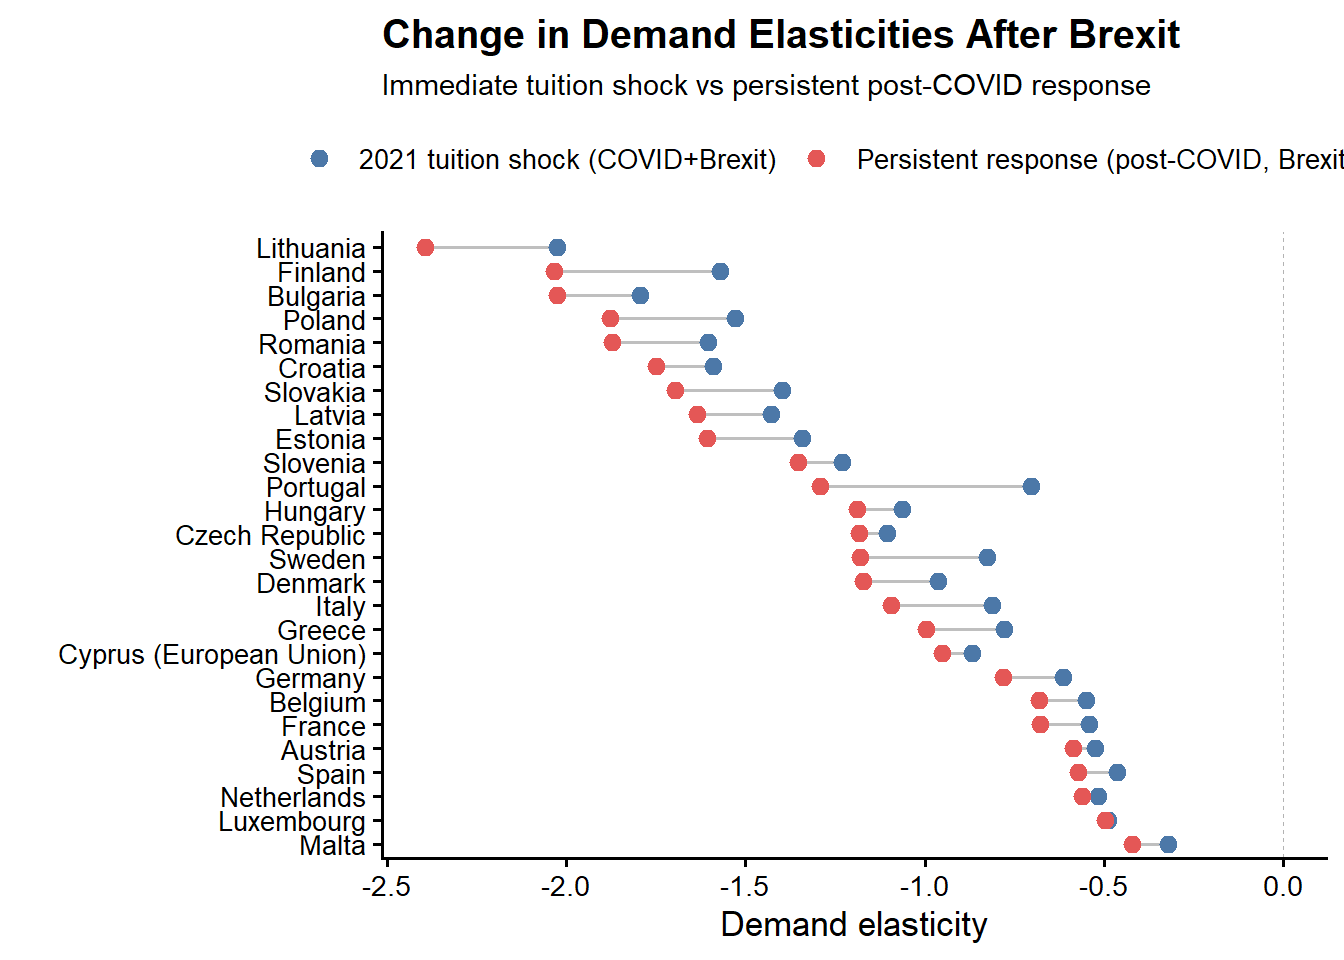 Change in Demand Elasticities After Brexit
Immediate tuition shock vs persistent post-COVID response
2021 tuition shock (COVID+Brexit) Persistent response (post-COVID, Brexit
Lithuania
Finland
Bulgaria
Poland
Romania
Croatia
Slovakia
Latvia
Estonia
Slovenia
Portugal
Hungary
Czech Republic
Sweden
Denmark
Italy
Greece
Cyprus (European Union)
Germany
Belgium
France
Austria
Spain
Netherlands
Luxembourg
Malta
-2.5 -2.0 -1.5 -1.0 -0.5 0.0
Demand elasticity